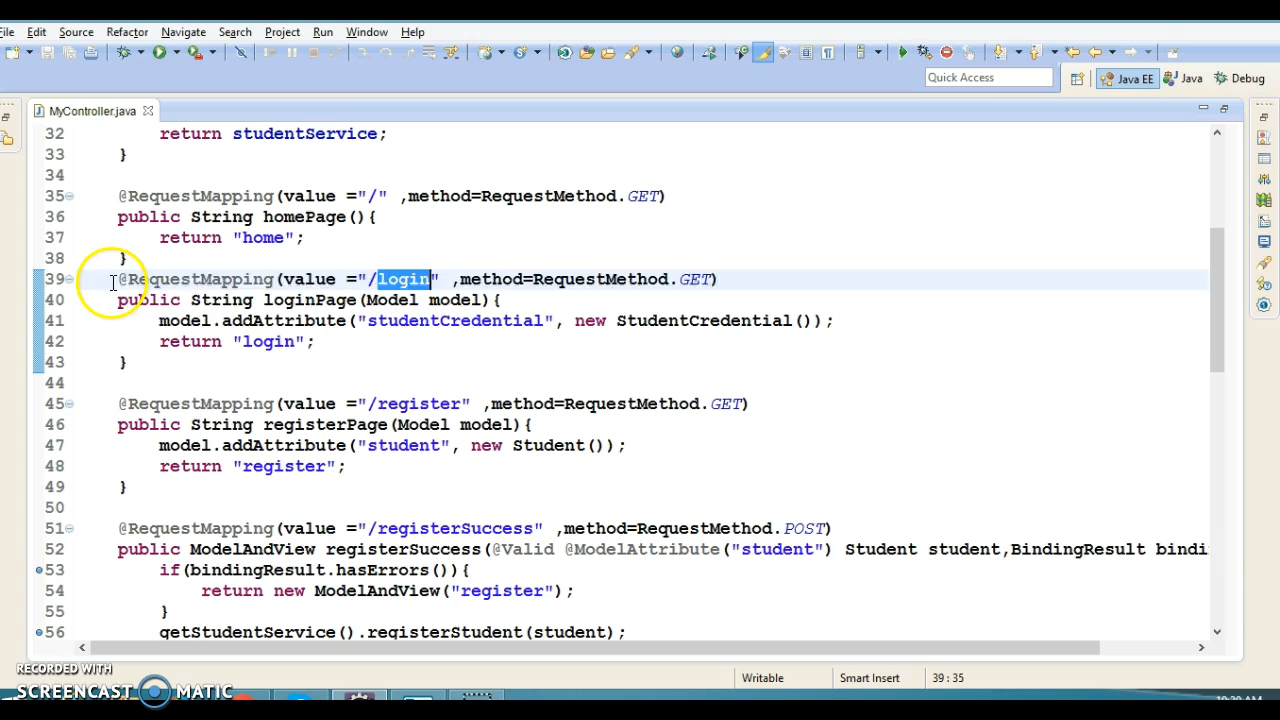 File Edit Source Refactor Navigate Search Project Run Window Help
Quick Access
Java EE
Java
Debug
MyController.java
32 return studentService;
33 }
34
35 @RequestMapping(value ="/" ,method=RequestMethod.GET)
36 public String homePage(){
37 return "home";
38 }
39 @RequestMapping(value ="/login" ,method=RequestMethod.GET)
40 public String loginPage(Model model){
41 model.addAttribute("studentCredential", new StudentCredential());
42 return "login";
43 }
44
45 @RequestMapping(value ="/register" ,method=RequestMethod.GET)
46 public String registerPage(Model model){
47 model.addAttribute("student", new Student());
48 return "register";
49 }
50
51 @RequestMapping(value ="/registerSuccess" ,method=RequestMethod.POST)
52 public ModelAndView registerSuccess(@Valid @ModelAttribute("student") Student student,BindingResult bindi
53 if(bindingResult.hasErrors()){
54 return new ModelAndView("register");
55 }
56 getStudentService().registerStudent(student);
RECORDED WITH
SCREENCAST MATIC
Writable
Smart Insert
39 : 35